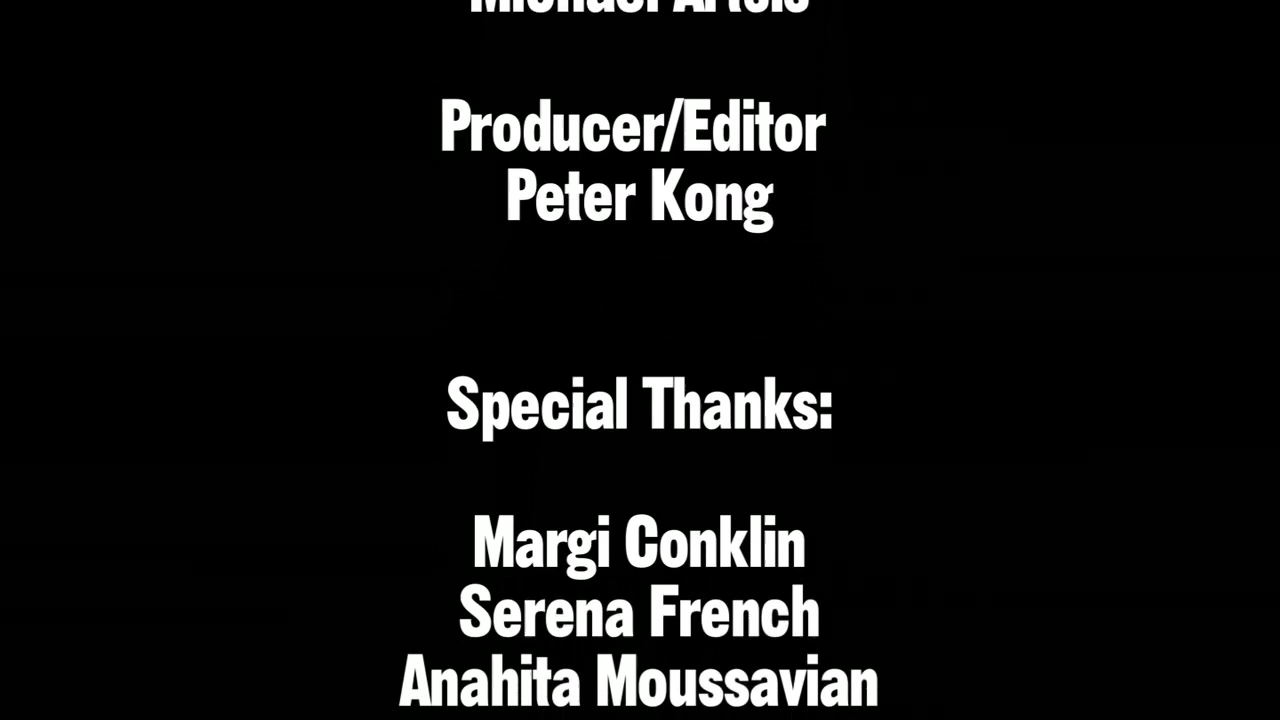 Producer/Editor
Peter Kong
Special Thanks:
Margi Conklin
Serena French
Anahita Moussavian